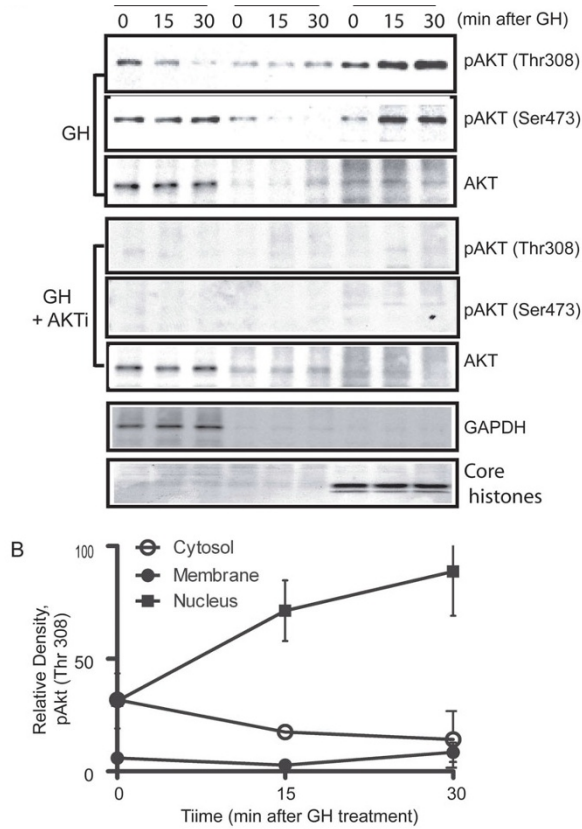 0 15 30 0 15 30 0 15 30 (min after GH)
pAKT (Thr308)
pAKT (Ser473)
GH
AKT
pAKT (Thr308)
GH
+ AKTi
pAKT (Ser473)
AKT
GAPDH
Core
histones
B
100
50
0
Relative Density,
pAkt (Thr 308)
Cytosol
Membrane
Nucleus
0 15 30
Tiime (min after GH treatment)